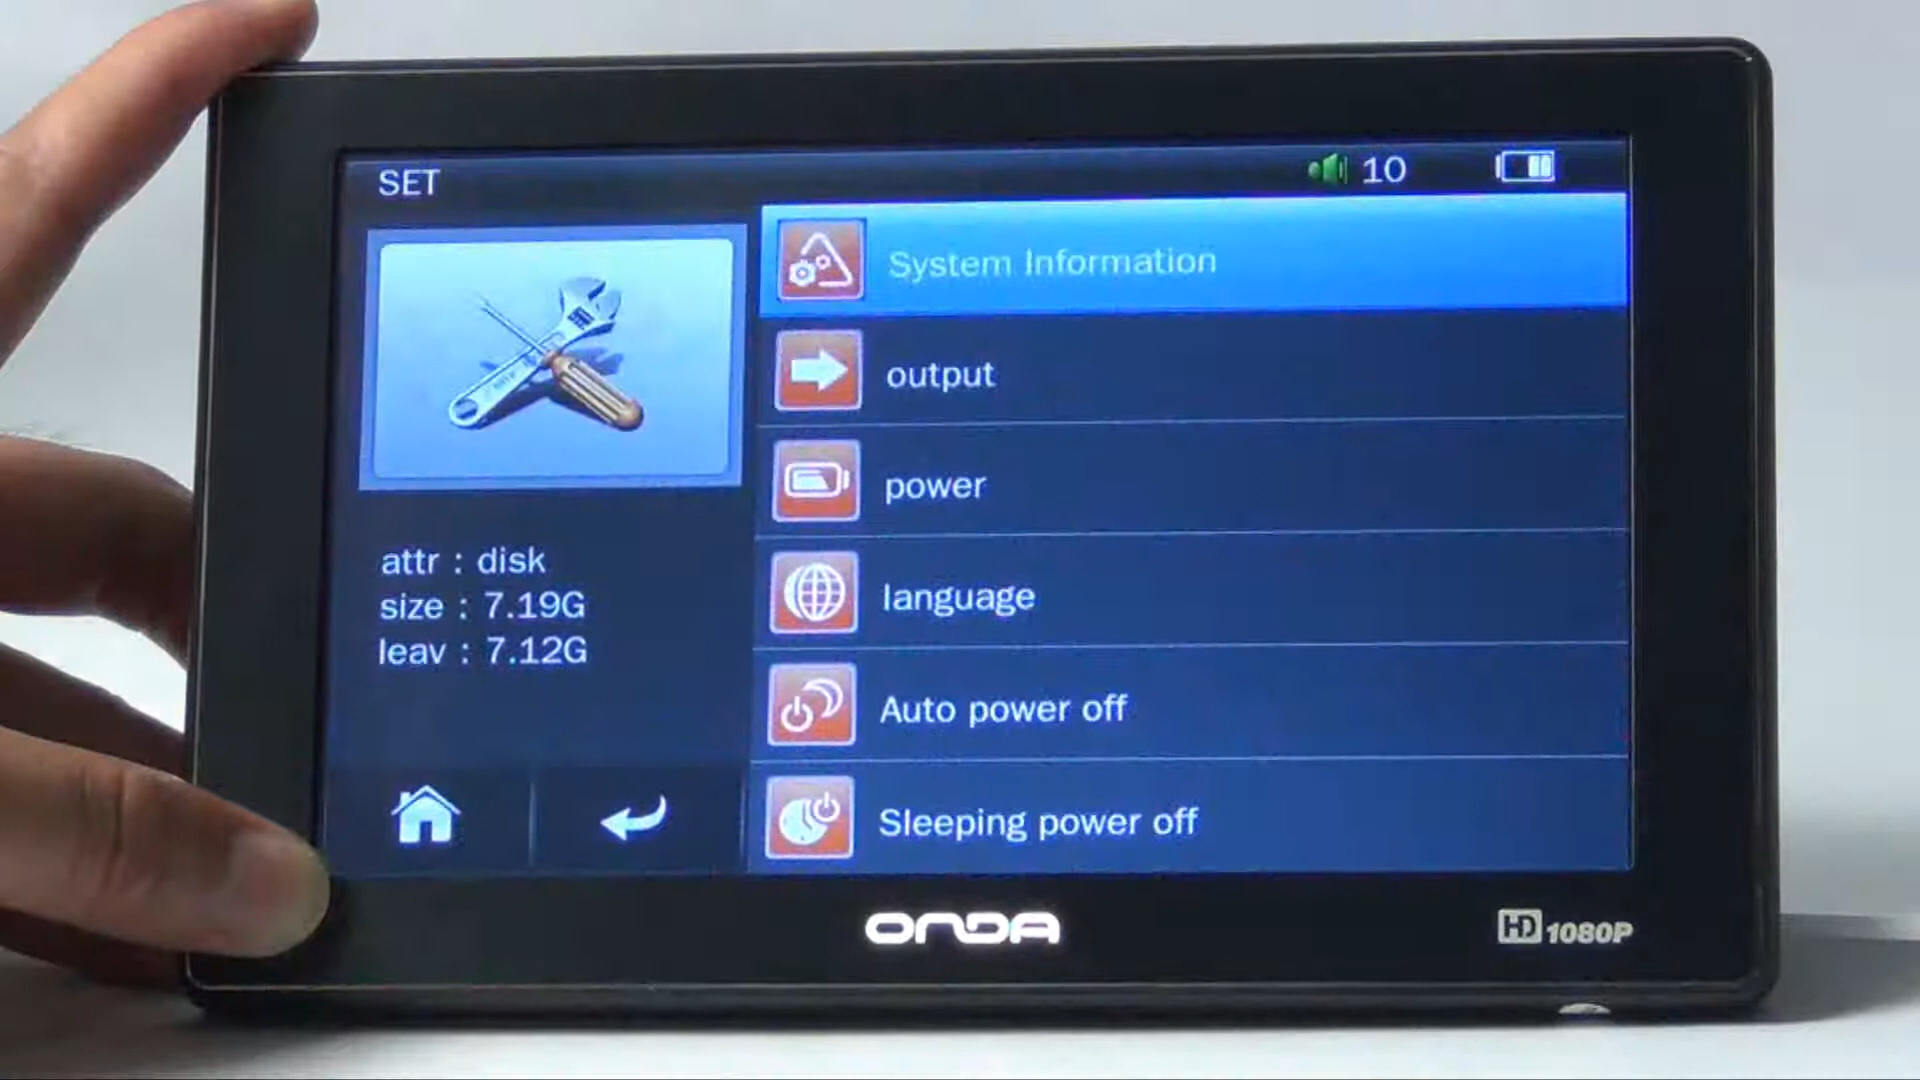 SET
10
System Information
output
power
language
Auto power off
Sleeping power off
attr : disk
size : 7.19G
leav : 7.12G
ONDA
HD 1080P